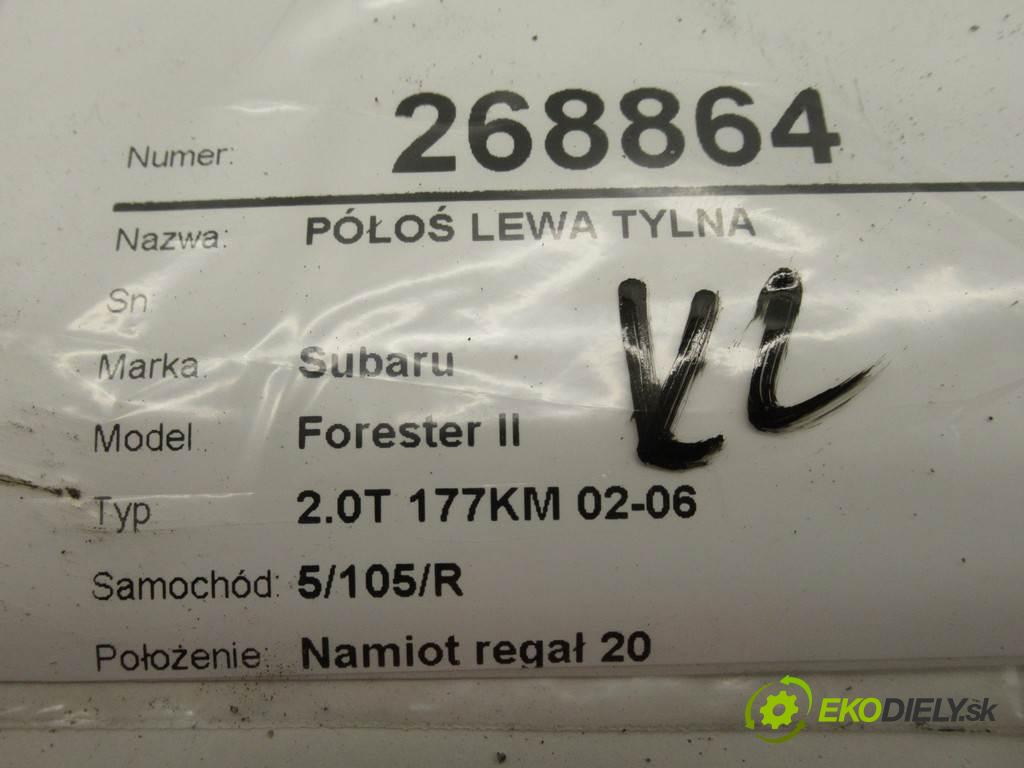 Numer: 268864
Nazwa: PÓŁOŚ LEWA TYLNA
Sn
Marka: Subaru
Model Forester II
Typ 2.0T 177KM 02-06
Samochód: 5/105/R
Położenie: Namiot regał 20
EKODIELY.sk